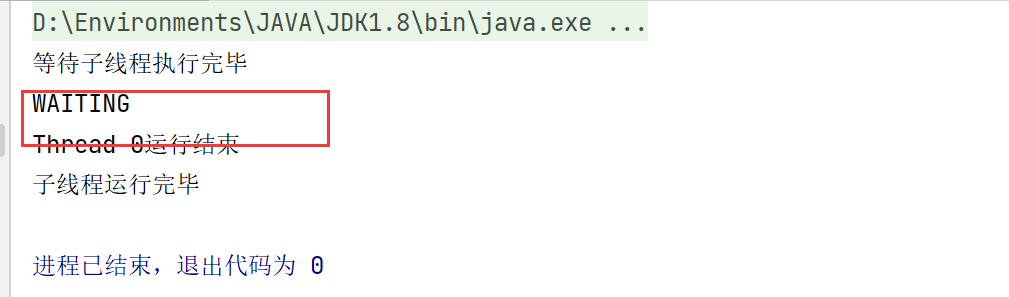 D:\Environments\JAVA\JDK1.8\bin\java.exe ...
等待子线程执行完毕
WAITING
Thread-0运行结束
子线程运行完毕
进程已结束，退出代码为 0